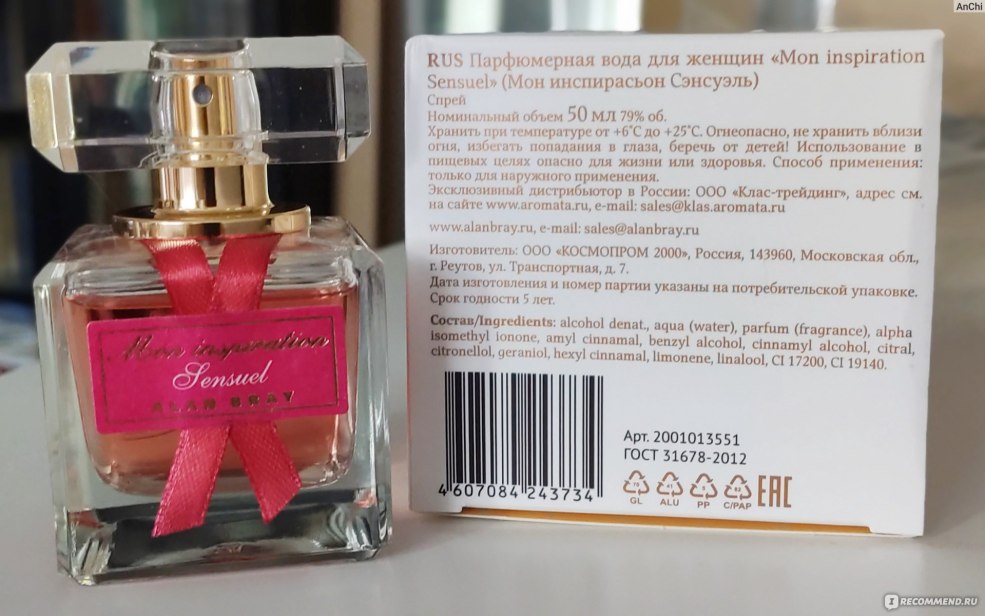 AnChi
Mon inspiration
Sensuel
ALAN BRAY
RUS Парфюмерная вода для женщин «Mon inspiration
Sensuel» (Мон инспирасьон Сэнсуэль)
Спрей
Номинальный объем 50 МЛ 79% об.
Хранить при температуре от +6°С до +25°С. Огнеопасно, не хранить вблизи
огня, избегать попадания в глаза, беречь от детей! Использование в
пищевых целях опасно для жизни или здоровья. Способ применения:
только для наружного применения.
Эксклюзивный дистрибьютор в России: ООО «Клас-трейдинг», адрес см.
на сайте www.aromata.ru, e-mail: sales@klas.aromata.ru
www.alanbray.ru, e-mail: sales@alanbray.ru
Изготовитель: ООО «КОСМОПРОМ 2000», Россия, 143960, Московская обл.,
г. Реутов, ул. Транспортная, д. 7.
Дата изготовления и номер партии указаны на потребительской упаковке.
Срок годности 5 лет.
Состав/Ingredients: alcohol denat., aqua (water), parfum (fragrance), alpha
isomethyl ionone, amyl cinnamal, benzyl alcohol, cinnamyl alcohol, citral,
citronellol, geraniol, hexyl cinnamal, limonene, linalool, CI 17200, CI 19140.
4 607084 243734
Арт. 2001013551
ГОСТ 31678-2012
GL ALU PP C/PAP EAC
IRECOMMEND.RU